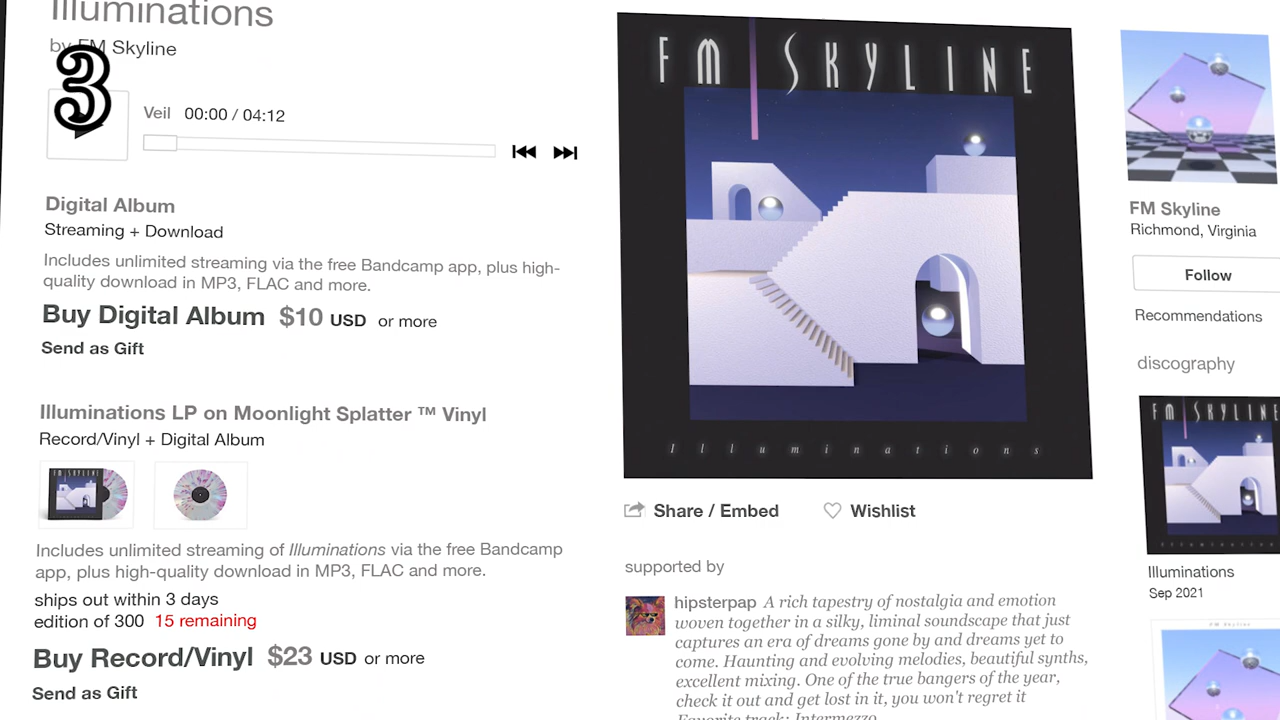 Illuminations
by FM Skyline
3
Veil 00:00 / 04:12
Digital Album
Streaming + Download
Includes unlimited streaming via the free Bandcamp app, plus high-
quality download in MP3, FLAC and more.
Buy Digital Album $10 USD or more
Send as Gift
Illuminations LP on Moonlight Splatter ™ Vinyl
Record/Vinyl + Digital Album
FM SKYLINE
Includes unlimited streaming of Illuminations via the free Bandcamp
app, plus high-quality download in MP3, FLAC and more.
ships out within 3 days
edition of 300 15 remaining
Buy Record/Vinyl $23 USD or more
Send as Gift
FM SKYLINE
Illuminations
Share / Embed Wishlist
supported by
hipsterpap A rich tapestry of nostalgia and emotion
woven together in a silky, liminal soundscape that just
captures an era of dreams gone by and dreams yet to
come. Haunting and evolving melodies, beautiful synths,
excellent mixing. One of the true bangers of the year,
check it out and get lost in it, you won't regret it
Favorite track: Intermezzo
FM Skyline
Richmond, Virginia
Follow
Recommendations
discography
FM SKYLINE
Illuminations
Illuminations
Sep 2021
FM Skyline